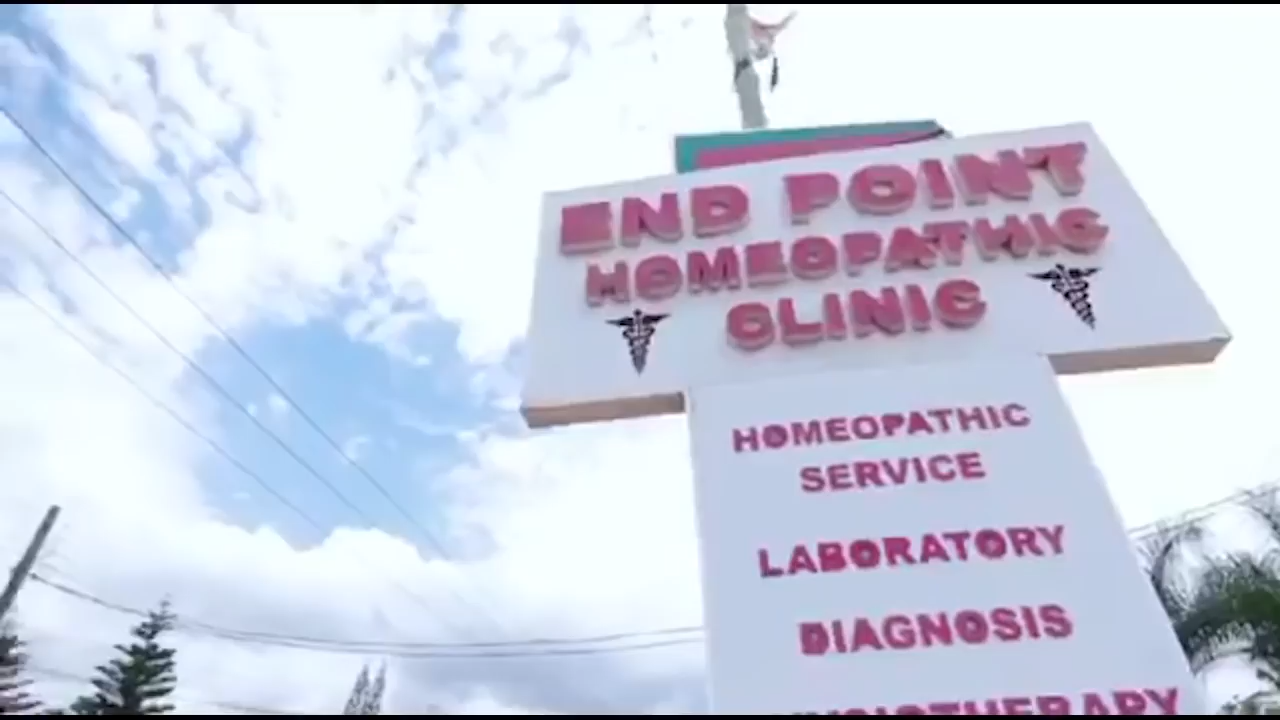 END POINT
HOMEOPATHIC
CLINIC
HOMEOPATHIC
SERVICE
LABORATORY
DIAGNOSIS